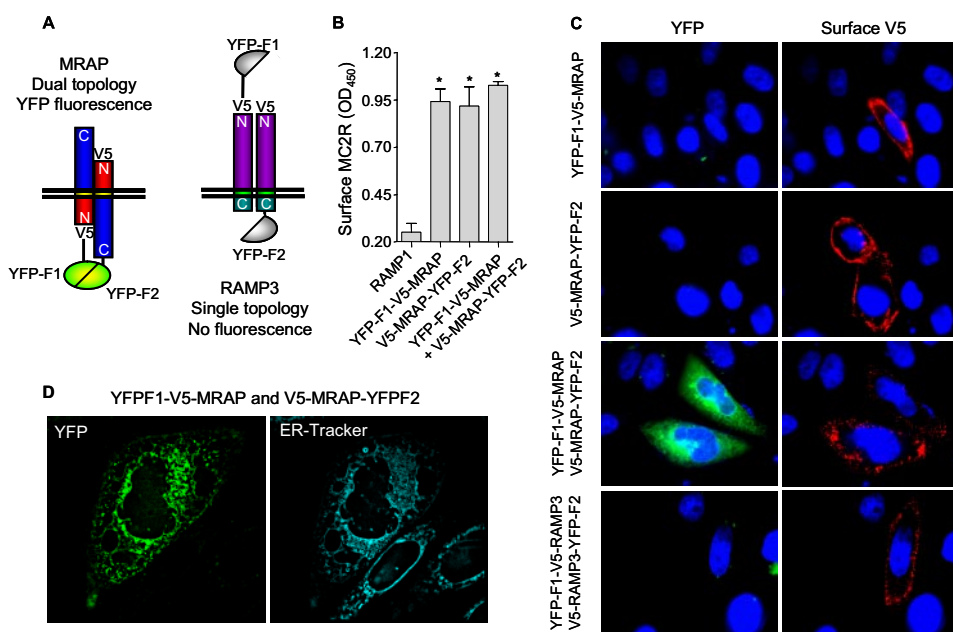 A
MRAP
Dual topology
YFP fluorescence
C
V5
N
N
V5
C
YFP-F1
YFP-F2
YFP-F1
V5 V5
N N
C C
YFP-F2
RAMP3
Single topology
No fluorescence
B
Surface MC2R (OD450)
1.20
0.95
0.70
0.45
0.20
* * *
RAMP1
YFP-F1-V5-MRAP
V5-MRAP-YFP-F2
YFP-F1-V5-MRAP
+ V5-MRAP-YFP-F2
C
YFP
Surface V5
YFP-F1-V5-MRAP
V5-MRAP-YFP-F2
YFP-F1-V5-MRAP
V5-MRAP-YFP-F2
YFP-F1-V5-RAMP3
V5-RAMP3-YFP-F2
D
YFPF1-V5-MRAP and V5-MRAP-YFPF2
YFP
ER-Tracker